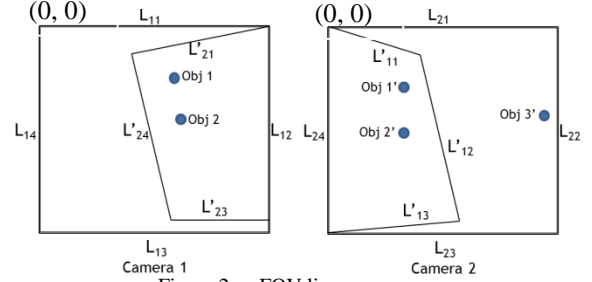 (0, 0)
L11
L'21
Obj 1
Obj 2
L14
L'24
L12
L'23
L13
Camera 1
(0, 0)
L21
L'11
Obj 1'
Obj 3'
L24
Obj 2'
L'12
L22
L'13
L23
Camera 2